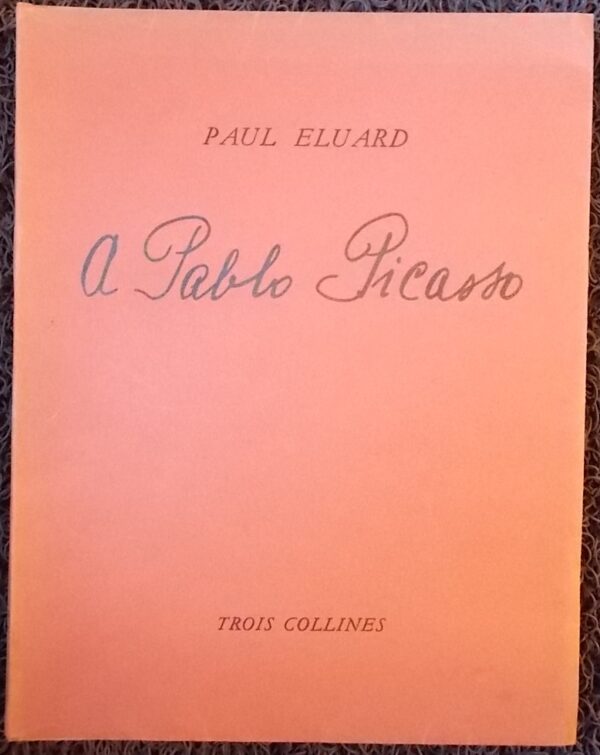 PAUL ELUARD
A Pablo Picasso
TROIS COLLINES